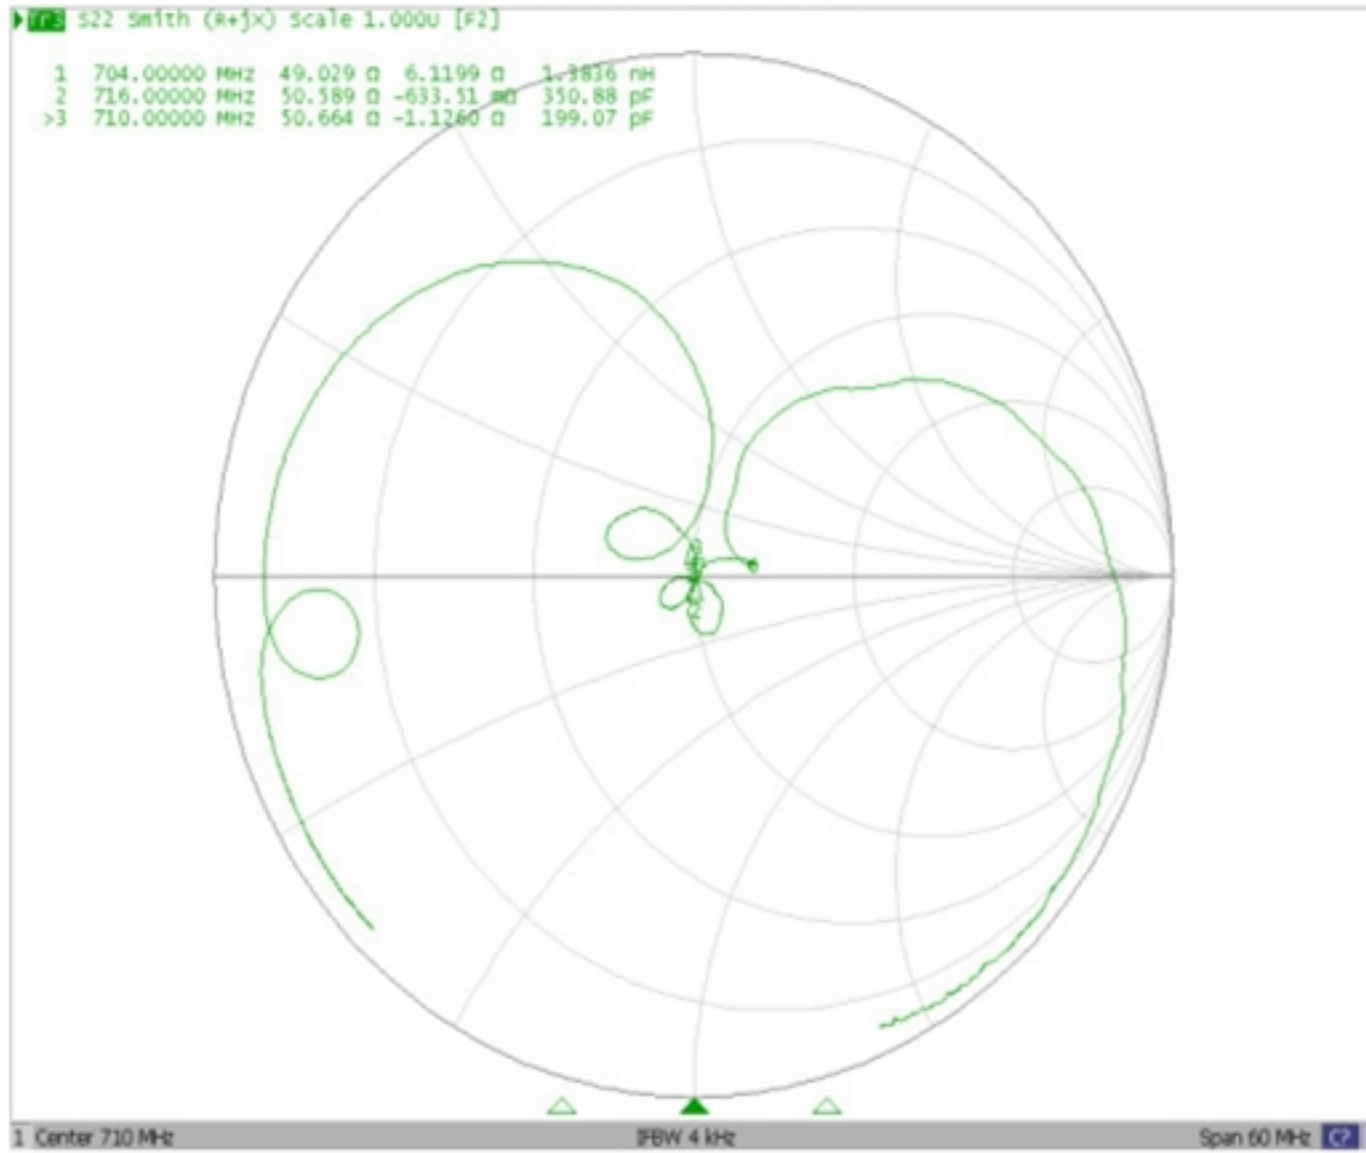 Tr3 S22 Smith (R+jX) Scale 1.000U [F2]
1 704.00000 MHz 49.029 Ω 6.1199 Ω 1.3836 nH
2 716.00000 MHz 50.589 Ω -633.51 mΩ 350.88 pF
>3 710.00000 MHz 50.664 Ω -1.1260 Ω 199.07 pF
1 Center 710 MHz IFBW 4 kHz Span 60 MHz C?